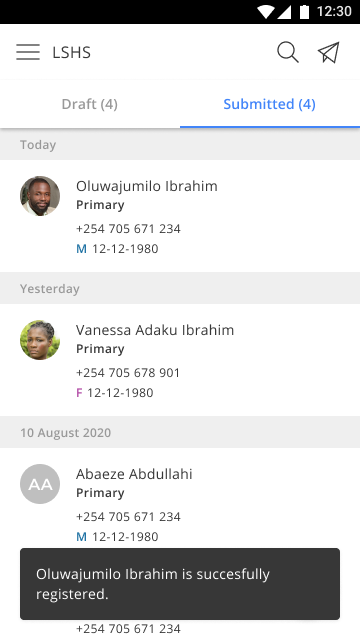 12:30
LSHS
Draft (4) Submitted (4)
Today
Oluwajumilo Ibrahim
Primary
+254 705 671 234
M 12-12-1980
Yesterday
Vanessa Adaku Ibrahim
Primary
+254 705 678 901
F 12-12-1980
10 August 2020
AA
Abaeze Abdullahi
Primary
+254 705 671 234
M 12-12-1980
Oluwajumilo Ibrahim is succesfully
registered.
+254 705 671 234